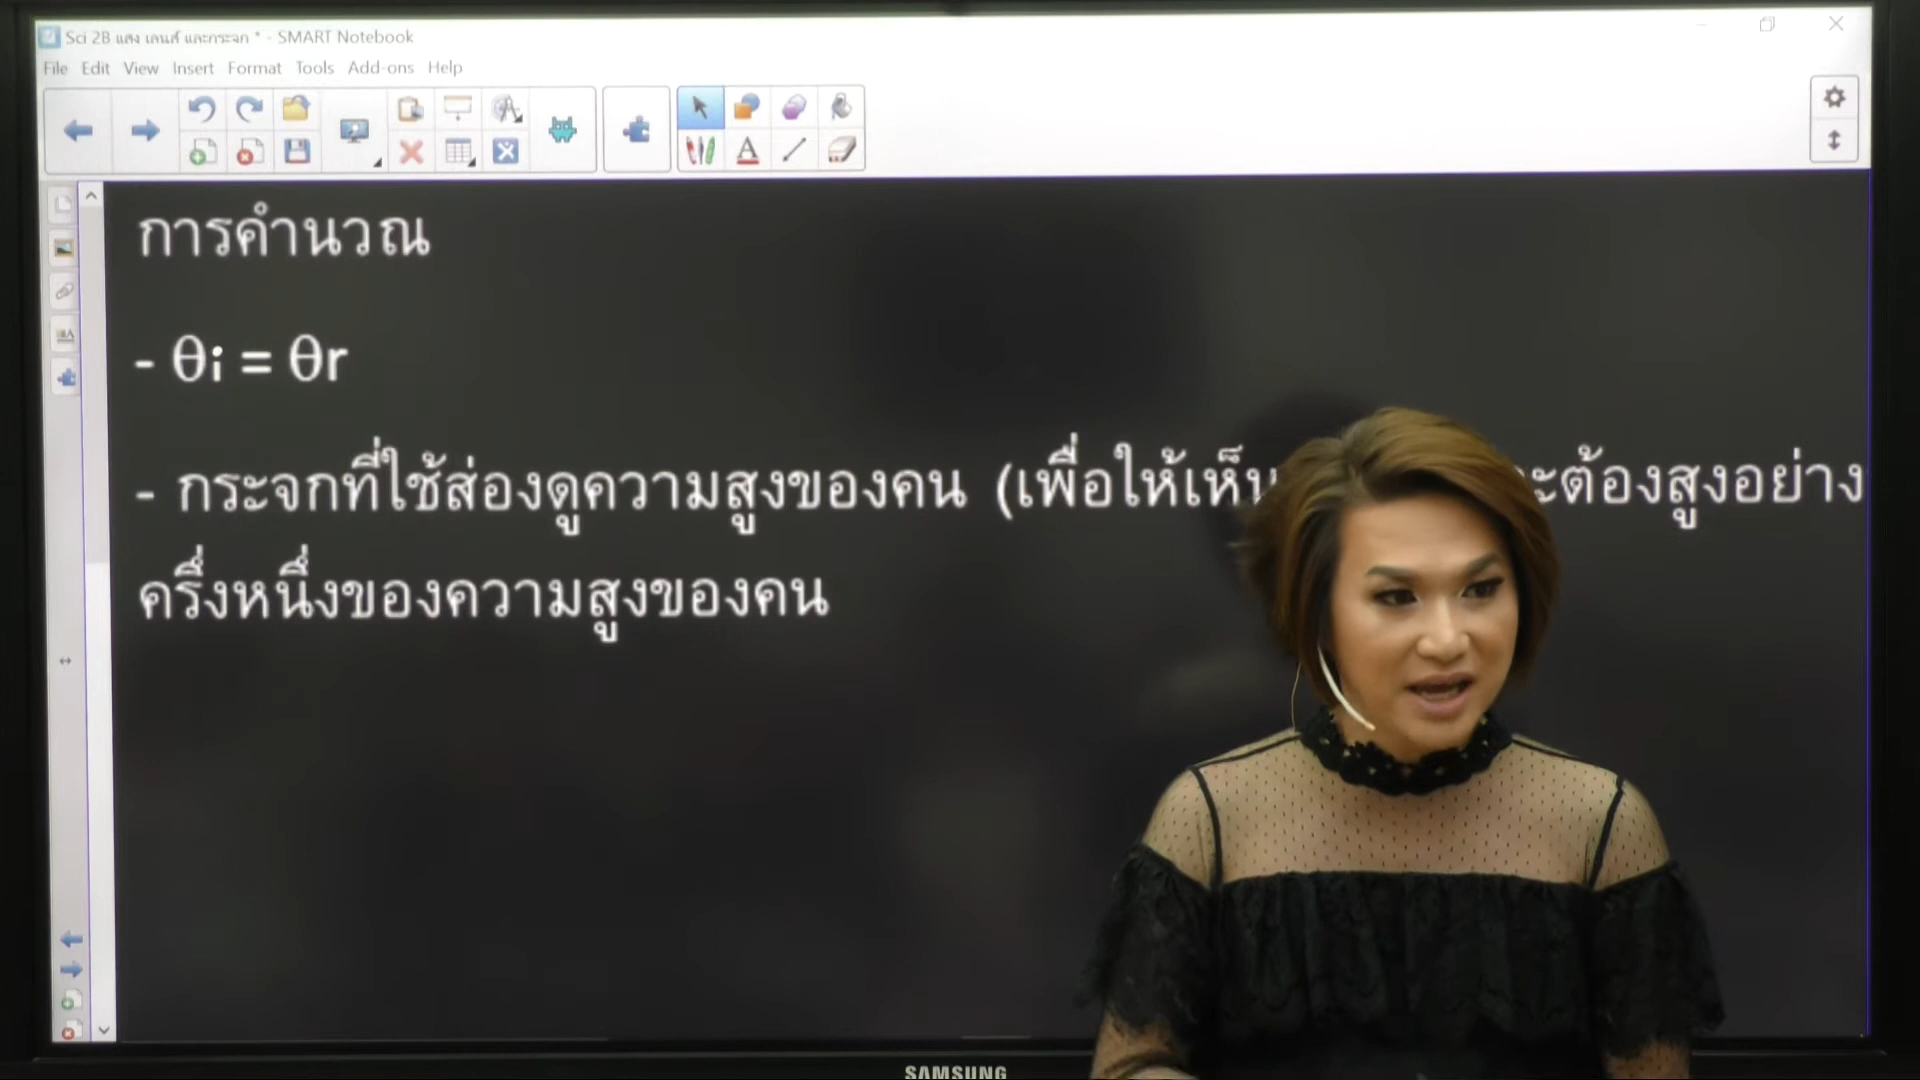 Sci 2B แสง เลนส์ และกระจก * - SMART Notebook
File Edit View Insert Format Tools Add-ons Help
การคำนวณ
- θi = θr
- กระจกที่ใช้ส่องดูความสูงของคน (เพื่อให้เห็น ะต้องสูงอย่าง
ครึ่งหนึ่งของความสูงของคน
SAMSUNG